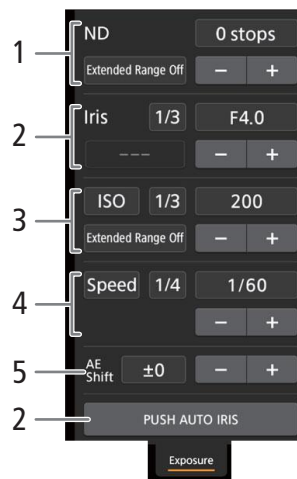 1 ND 0 stops
Extended Range Off − +
2 Iris 1/3 F4.0
--- − +
3 ISO 1/3 200
Extended Range Off − +
4 Speed 1/4 1/60
− +
5 AE Shift ±0 − +
2 PUSH AUTO IRIS
Exposure